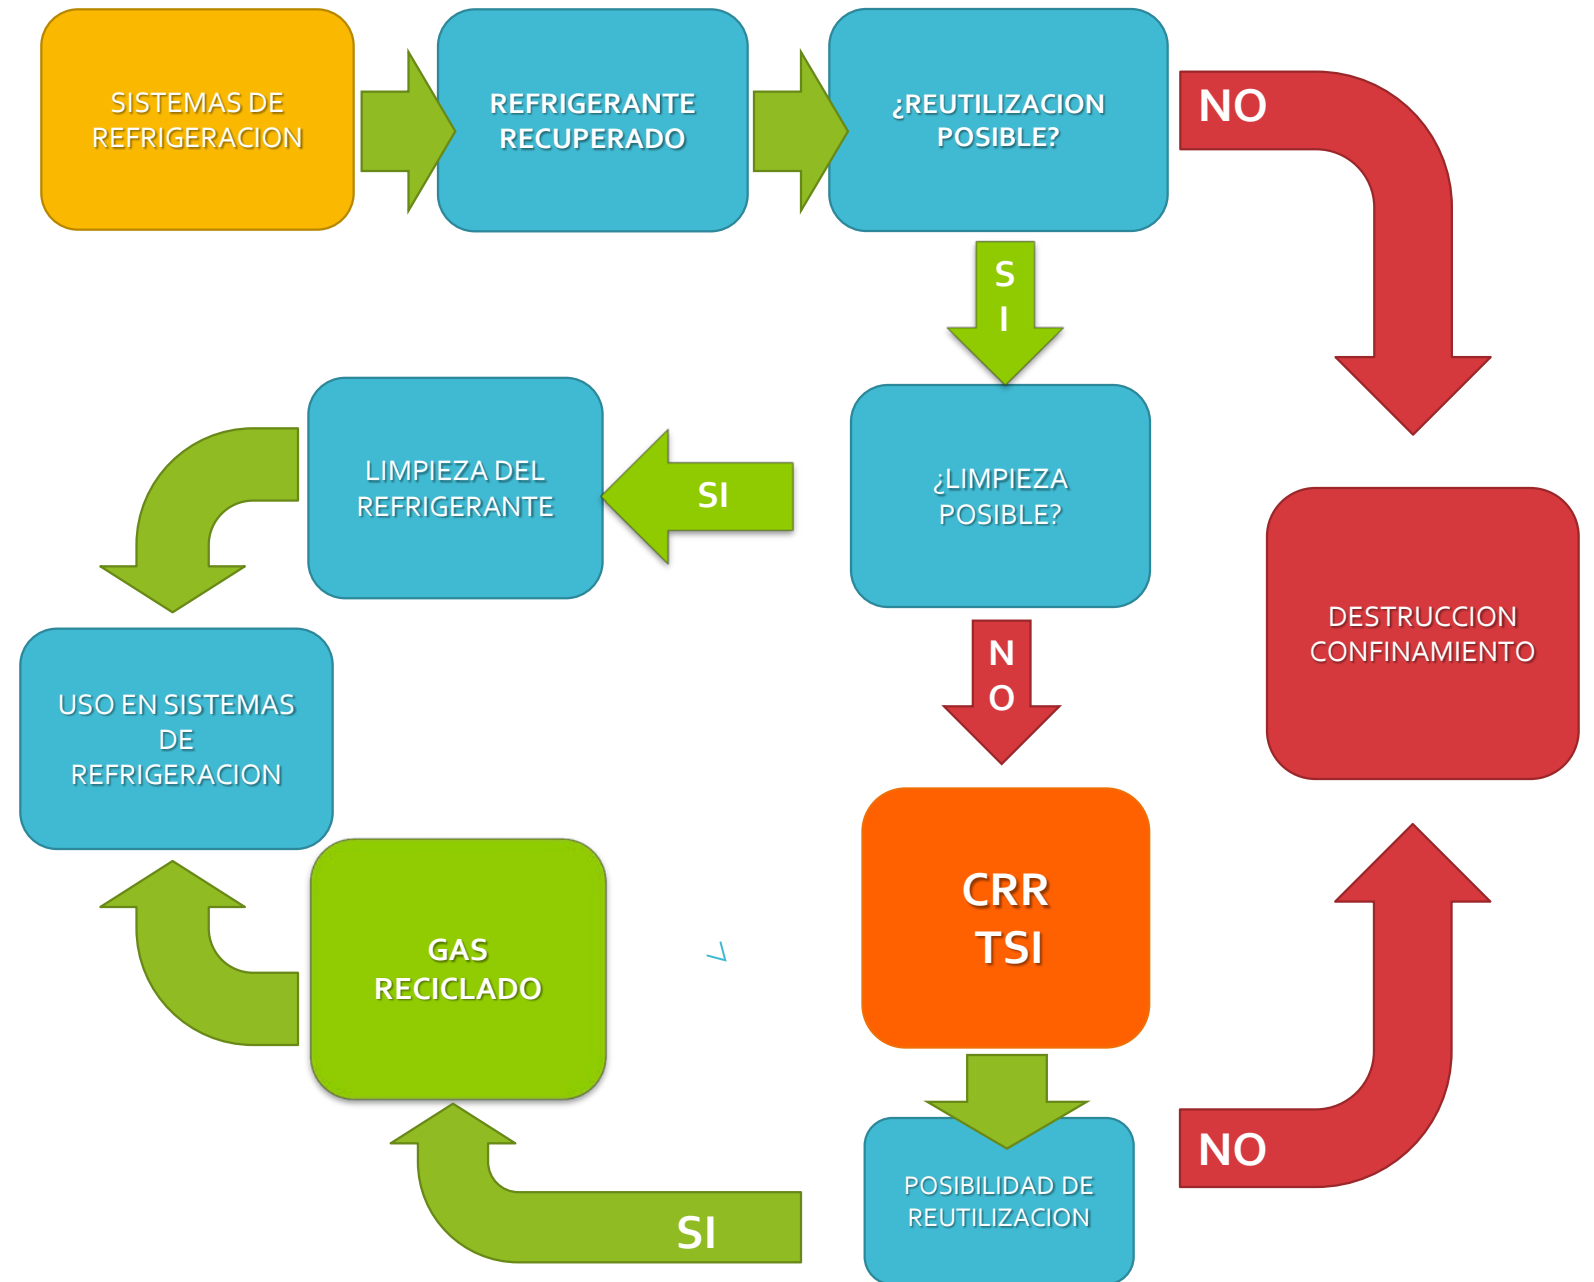 SISTEMAS DE
REFRIGERACION
REFRIGERANTE
RECUPERADO
¿REUTILIZACION
POSIBLE?
NO
S
I
LIMPIEZA DEL
REFRIGERANTE
SI
¿LIMPIEZA
POSIBLE?
DESTRUCCION
CONFINAMIENTO
N
O
USO EN SISTEMAS
DE
REFRIGERACION
GAS
RECICLADO
CRR
TSI
POSIBILIDAD DE
REUTILIZACION
NO
SI